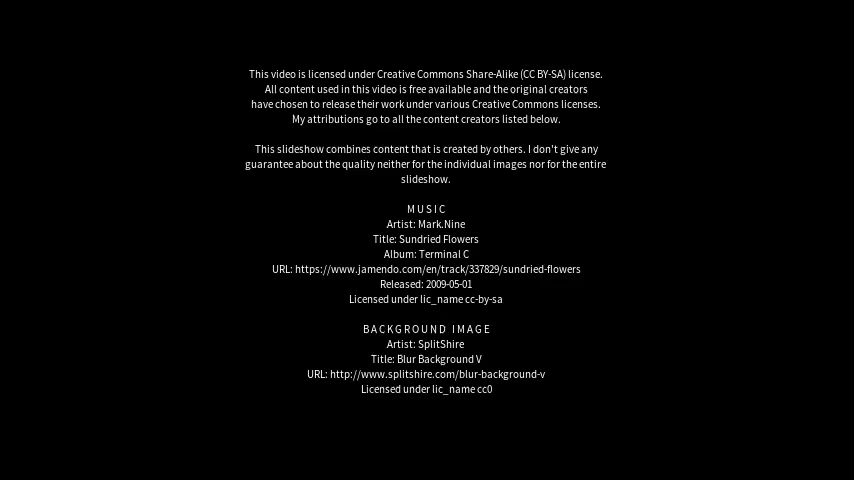 This video is licensed under Creative Commons Share-Alike (CC BY-SA) license.
All content used in this video is free available and the original creators
have chosen to release their work under various Creative Commons licenses.
My attributions go to all the content creators listed below.
This slideshow combines content that is created by others. I don't give any
guarantee about the quality neither for the individual images nor for the entire
slideshow.
MUSIC
Artist: Mark.Nine
Title: Sundried Flowers
Album: Terminal C
URL: https://www.jamendo.com/en/track/337829/sundried-flowers
Released: 2009-05-01
Licensed under lic_name cc-by-sa
BACKGROUND IMAGE
Artist: SplitShire
Title: Blur Background V
URL: http://www.splitshire.com/blur-background-v
Licensed under lic_name cc0